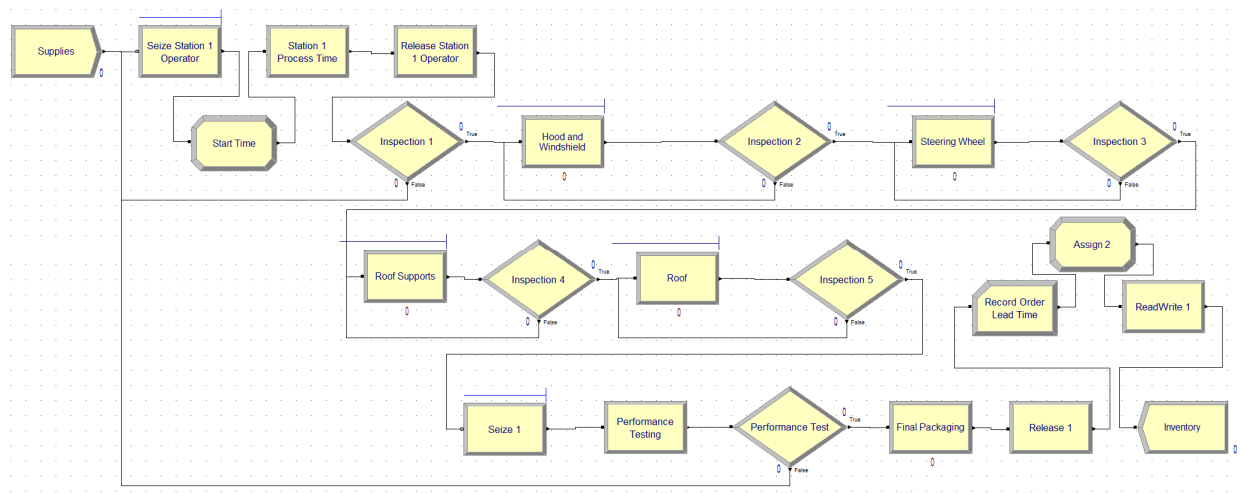 Supplies
0
Seize Station 1
Operator
Station 1
Process Time
Release Station
1 Operator
Start Time
Inspection 1
0
True
0
False
Hood and
Windshield
0
Inspection 2
0
True
0
False
Steering Wheel
0
Inspection 3
0
True
0
False
Roof Supports
0
Inspection 4
0
True
0
False
Roof
0
Inspection 5
0
True
0
False
Assign 2
Record Order
Lead Time
ReadWrite 1
Seize 1
Performance
Testing
Performance Test
0
True
0
False
Final Packaging
0
Release 1
Inventory
0